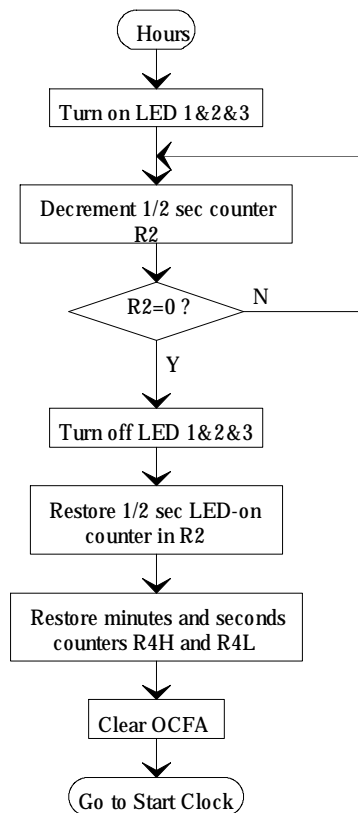 Hours
Turn on LED 1&2&3
Decrement 1/2 sec counter
R2
R2=0 ?
N
Y
Turn off LED 1&2&3
Restore 1/2 sec LED-on
counter in R2
Restore minutes and seconds
counters R4H and R4L
Clear OCFA
Go to Start Clock